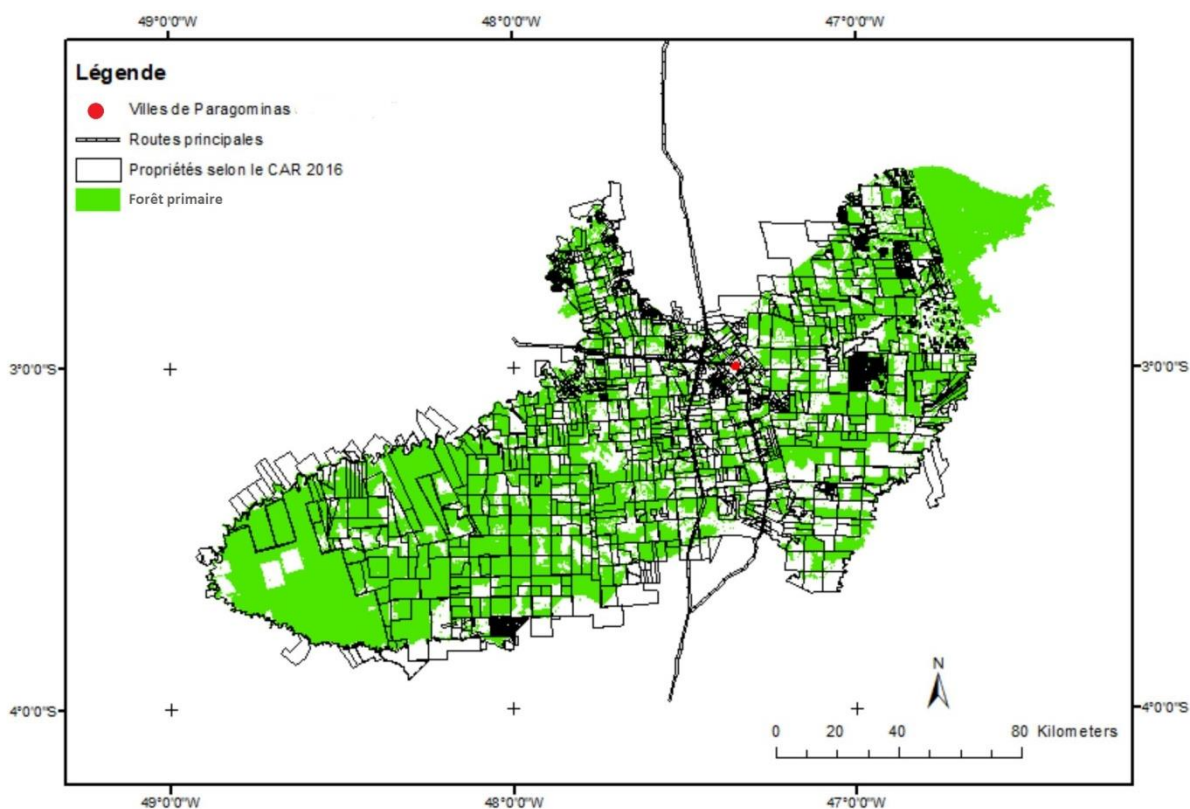 49°0'0"W 48°0'0"W 47°0'0"W
Légende
Villes de Paragominas
Routes principales
Propriétés selon le CAR 2016
Forêt primaire
3°0'0"S 3°0'0"S
N
4°0'0"S 4°0'0"S
0 20 40 80 Kilometers
49°0'0"W 48°0'0"W 47°0'0"W